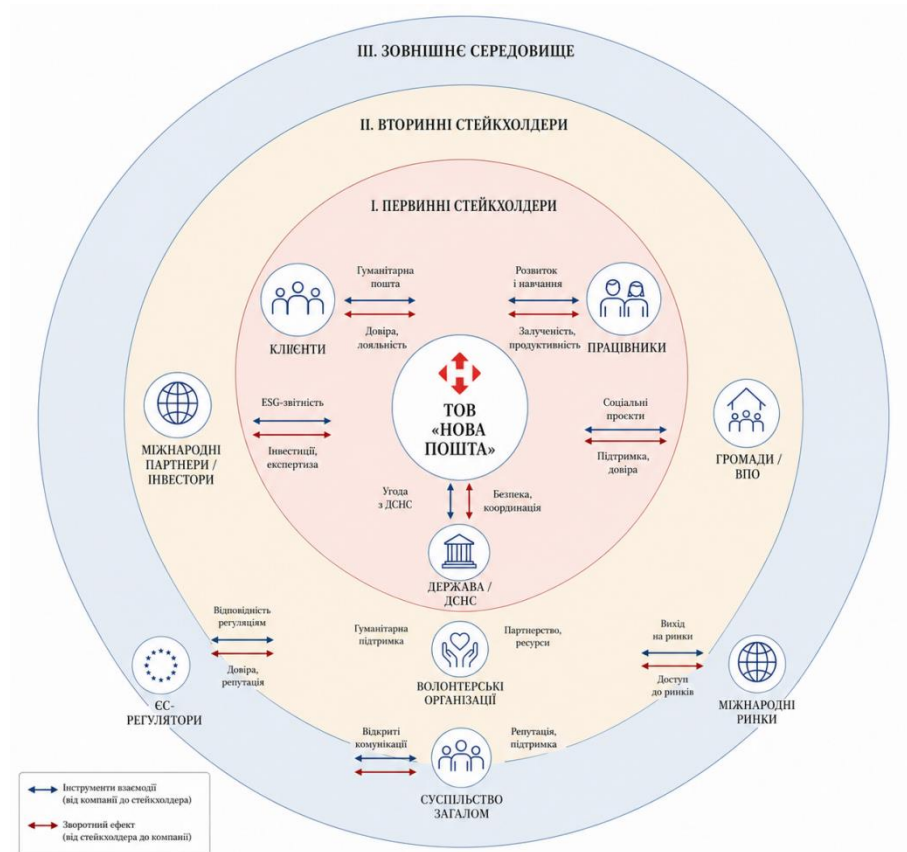 III. ЗОВНІШНЄ СЕРЕДОВИЩЕ
II. ВТОРИННІ СТЕЙКХОЛДЕРИ
I. ПЕРВИННІ СТЕЙКХОЛДЕРИ
Гуманітарна
пошта
Довіра,
лояльність
КЛІЄНТИ
Розвиток
і навчання
Залученість,
продуктивність
ПРАЦІВНИКИ
ТОВ
«НОВА
ПОШТА»
ESG-звітність
Інвестиції,
експертиза
МІЖНАРОДНІ
ПАРТНЕРИ /
ІНВЕСТОРИ
Соціальні
проєкти
Підтримка,
довіра
ГРОМАДИ /
ВПО
Угода
з ДСНС
Безпека,
координація
ДЕРЖАВА /
ДСНС
Відповідність
регуляціям
Довіра,
репутація
ЄС-
РЕГУЛЯТОРИ
Гуманітарна
підтримка
Партнерство,
ресурси
ВОЛОНТЕРСЬКІ
ОРГАНІЗАЦІЇ
Вихід
на ринки
Доступ
до ринків
МІЖНАРОДНІ
РИНКИ
Відкриті
комунікації
Репутація,
підтримка
СУСПІЛЬСТВО
ЗАГАЛОМ
Інструменти взаємодії
(від компанії до стейкхолдера)
Зворотний ефект
(від стейкхолдера до компанії)